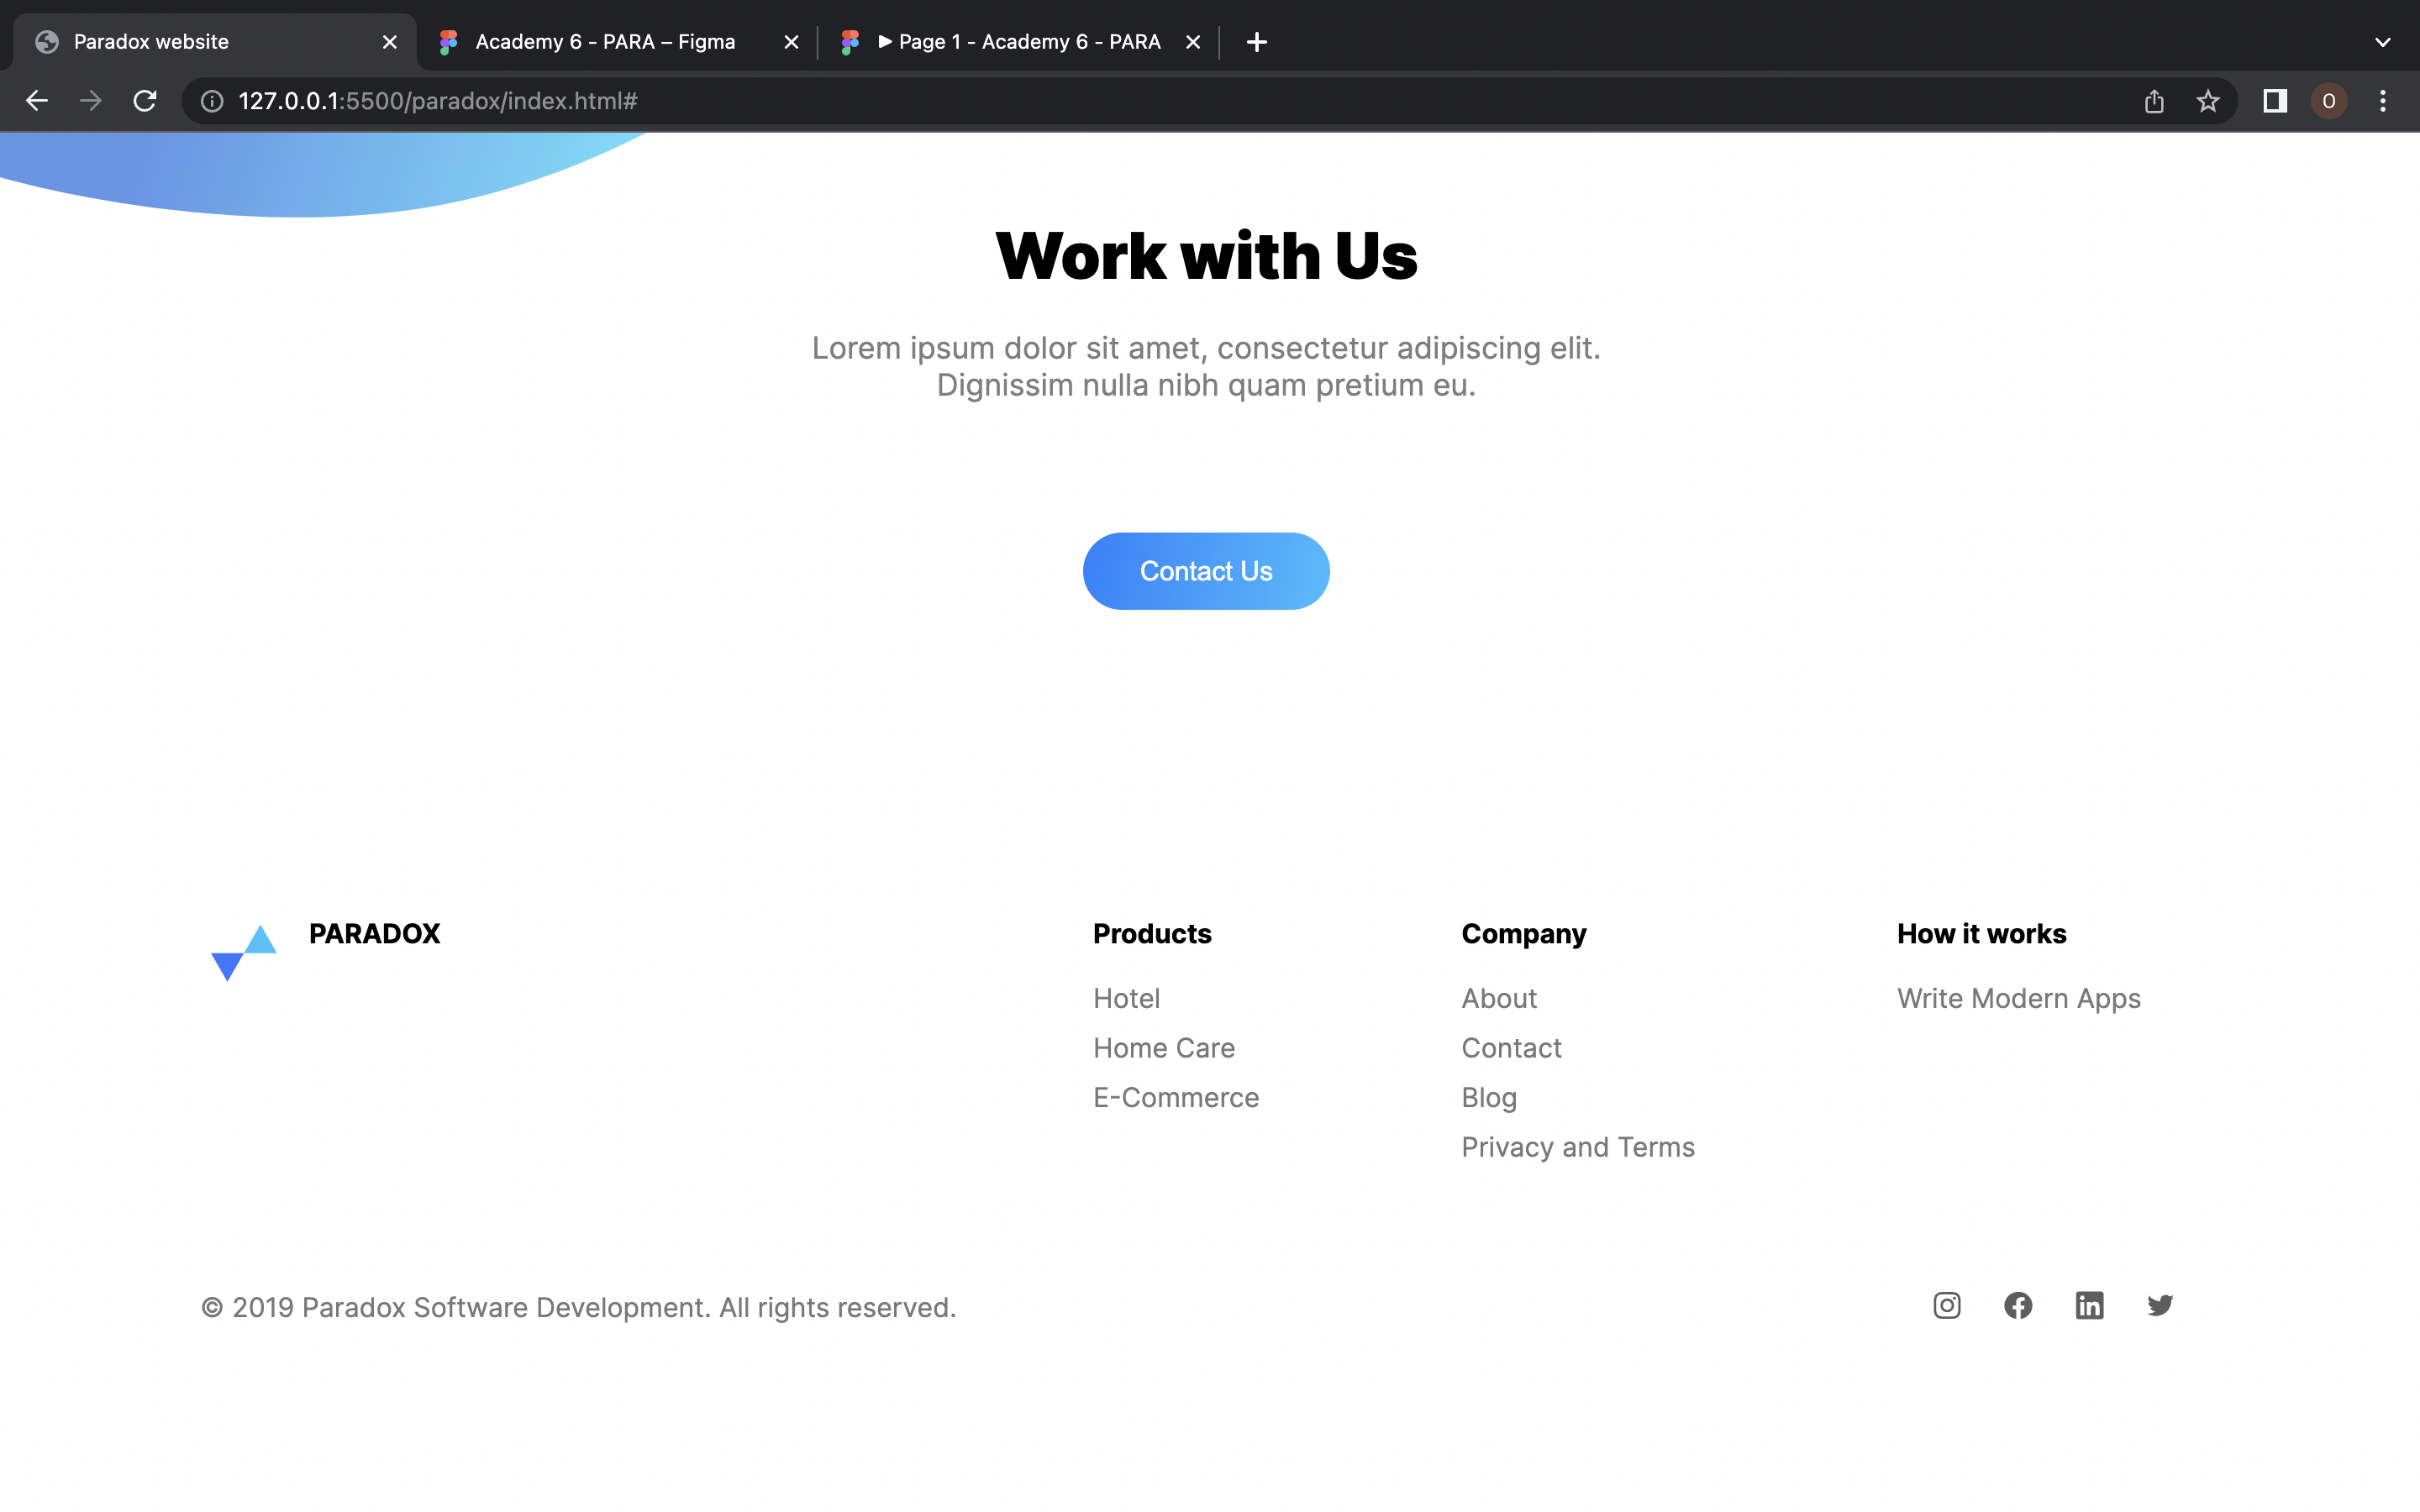 Paradox website
Academy 6 - PARA – Figma
Page 1 - Academy 6 - PARA
127.0.0.1:5500/paradox/index.html#
O
Work with Us
Lorem ipsum dolor sit amet, consectetur adipiscing elit.
Dignissim nulla nibh quam pretium eu.
Contact Us
PARADOX
Products
Hotel
Home Care
E-Commerce
Company
About
Contact
Blog
Privacy and Terms
How it works
Write Modern Apps
© 2019 Paradox Software Development. All rights reserved.
in